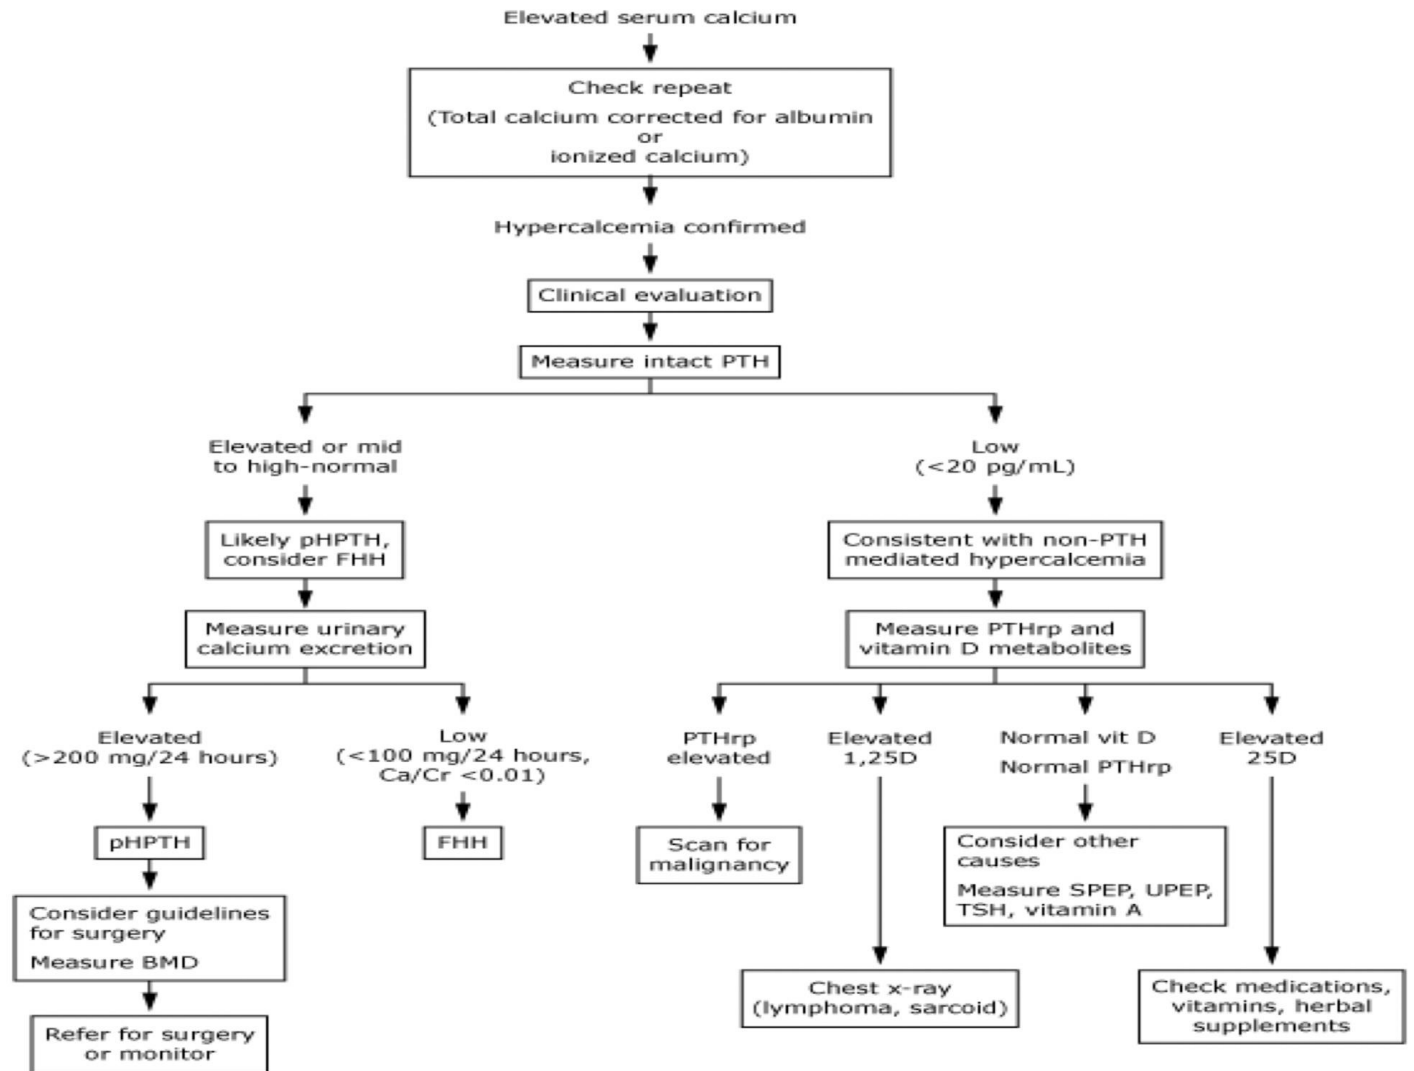 Elevated serum calcium
Check repeat
(Total calcium corrected for albumin
or
ionized calcium)
Hypercalcemia confirmed
Clinical evaluation
Measure intact PTH
Elevated or mid
to high-normal
Low
(<20 pg/mL)
Likely pHPTH,
consider FHH
Consistent with non-PTH
mediated hypercalcemia
Measure urinary
calcium excretion
Measure PTHrp and
vitamin D metabolites
Elevated
(>200 mg/24 hours)
Low
(<100 mg/24 hours,
Ca/Cr <0.01)
PTHrp
elevated
Elevated
1,25D
Normal vit D
Normal PTHrp
Elevated
25D
pHPTH
FHH
Scan for
malignancy
Consider other
causes
Measure SPEP, UPEP,
TSH, vitamin A
Consider guidelines
for surgery
Measure BMD
Chest x-ray
(lymphoma, sarcoid)
Check medications,
vitamins, herbal
supplements
Refer for surgery
or monitor